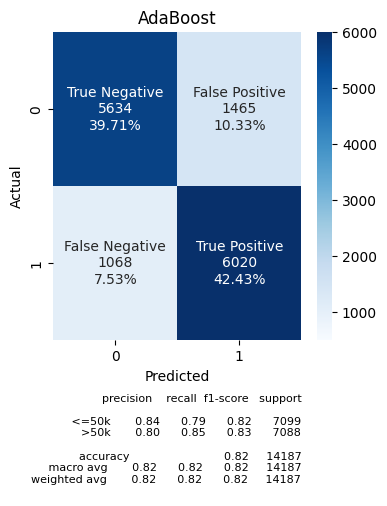 AdaBoost
True Negative
5634
39.71%
False Positive
1465
10.33%
False Negative
1068
7.53%
True Positive
6020
42.43%
0
1
Actual
0
1
Predicted
6000
5000
4000
3000
2000
1000
precision recall f1-score support
<=50k 0.84 0.79 0.82 7099
>50k 0.80 0.85 0.83 7088
accuracy 0.82 14187
macro avg 0.82 0.82 0.82 14187
weighted avg 0.82 0.82 0.82 14187